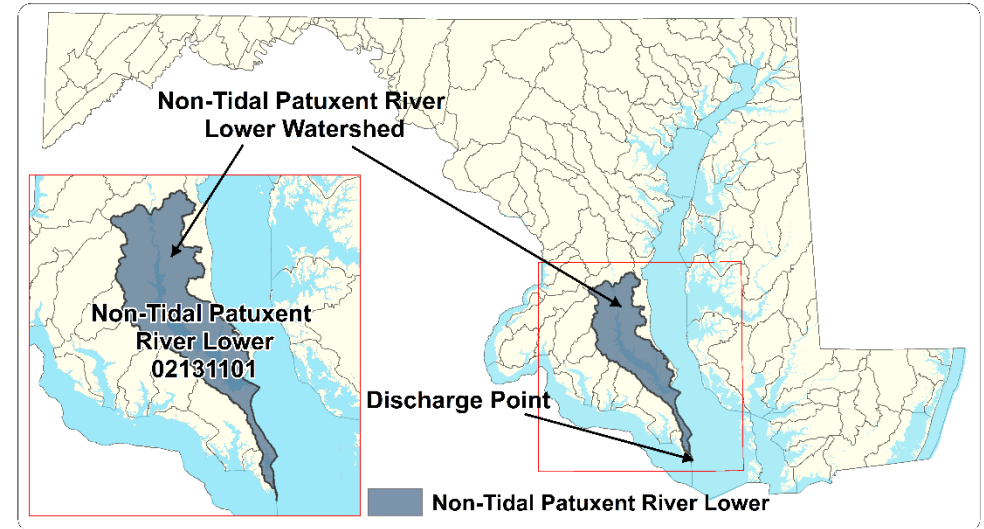 Non-Tidal Patuxent River
Lower Watershed
Non-Tidal Patuxent
River Lower
02131101
Discharge Point
Non-Tidal Patuxent River Lower